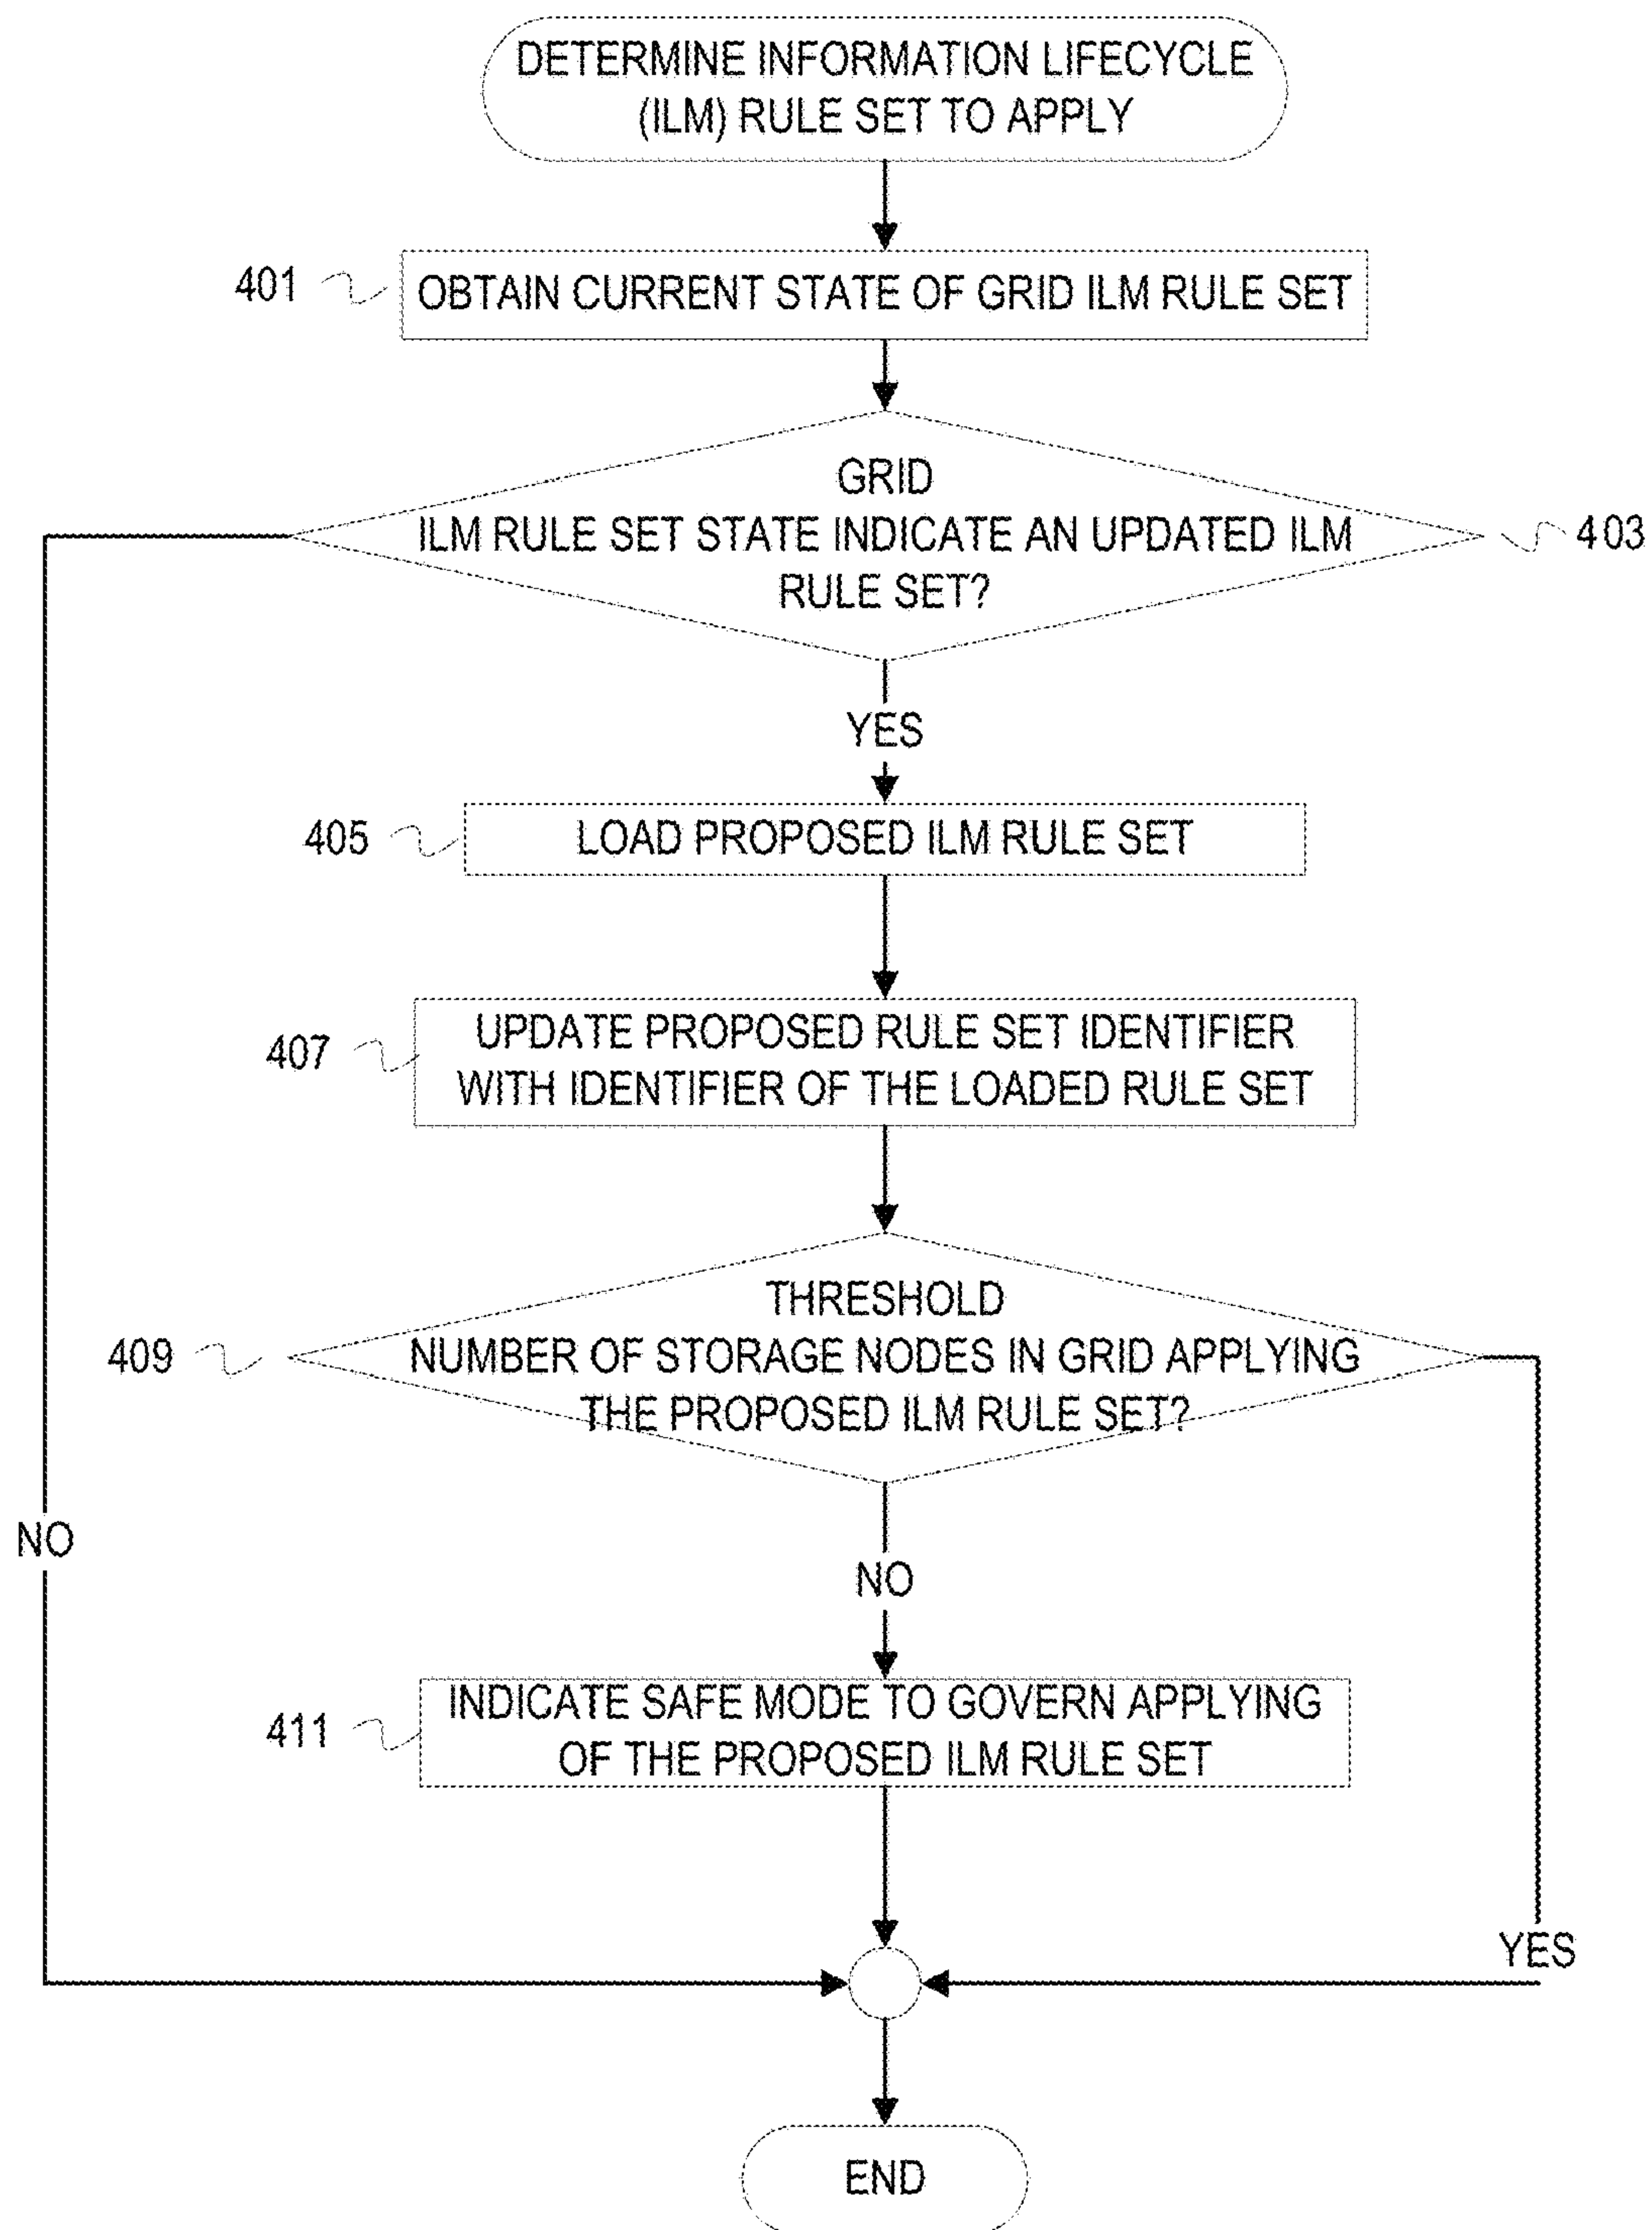 DETERMINE INFORMATION LIFECYCLE
(ILM) RULE SET TO APPLY
401
OBTAIN CURRENT STATE OF GRID ILM RULE SET
GRID
ILM RULE SET STATE INDICATE AN UPDATED ILM
RULE SET?
403
YES
405
LOAD PROPOSED ILM RULE SET
407
UPDATE PROPOSED RULE SET IDENTIFIER
WITH IDENTIFIER OF THE LOADED RULE SET
THRESHOLD
409
NUMBER OF STORAGE NODES IN GRID APPLYING
THE PROPOSED ILM RULE SET?
NO
NO
411
INDICATE SAFE MODE TO GOVERN APPLYING
OF THE PROPOSED ILM RULE SET
YES
END